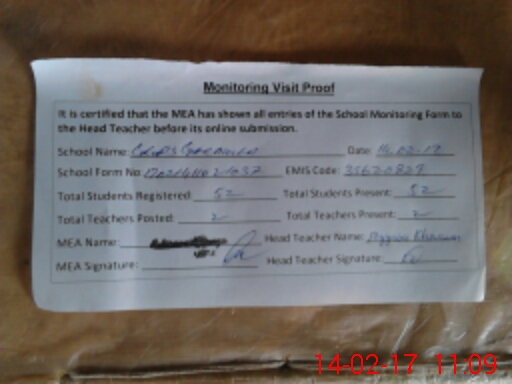 Monitoring Visit Proof
It is certified that the MEA has shown all entries of the School Monitoring Form to
the Head Teacher before its online submission.
School Name: Date: 14-02-17
School Form No: EMIS Code: 35620829
Total Students Registered: 52 Total Students Present: 52
Total Teachers Posted: 2 Total Teachers Present: 2
MEA Name: Head Teacher Name:
MEA Signature: Head Teacher Signature:
14-02-17 11:09